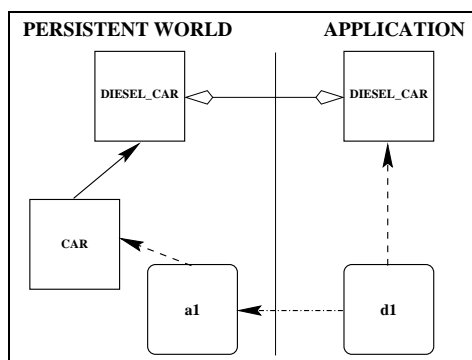 PERSISTENT WORLD
APPLICATION
DIESEL_CAR
DIESEL_CAR
CAR
a1
d1